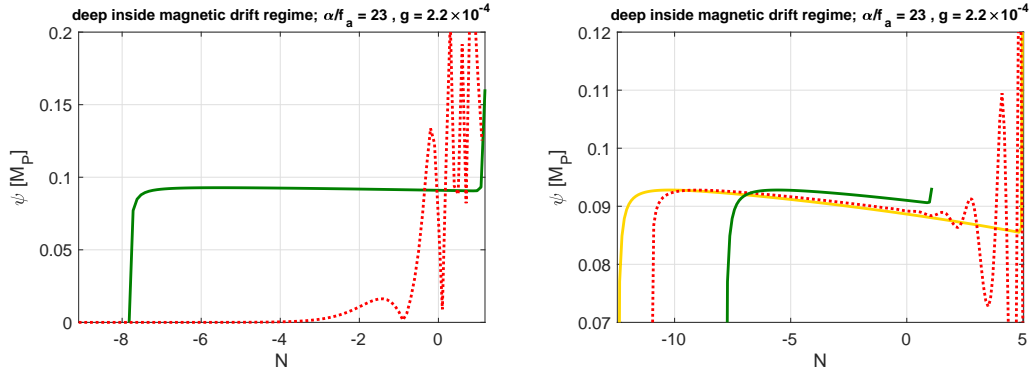 deep inside magnetic drift regime; α/f_a = 23 , g = 2.2×10^-4
0.2
0.15
0.1
0.05
0
ψ [M_P]
-8 -6 -4 -2 0
N
deep inside magnetic drift regime; α/f_a = 23 , g = 2.2×10^-4
0.12
0.11
0.1
0.09
0.08
0.07
ψ [M_P]
-10 -5 0 5
N